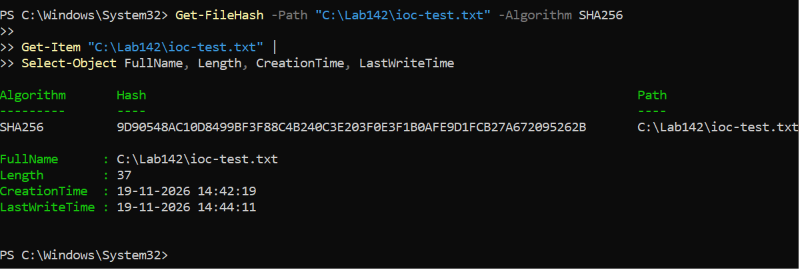 PS C:\Windows\System32> Get-FileHash -Path "C:\Lab142\ioc-test.txt" -Algorithm SHA256
>>
>> Get-Item "C:\Lab142\ioc-test.txt" |
>> Select-Object FullName, Length, CreationTime, LastWriteTime
Algorithm Hash Path
--------- ---- ----
SHA256 9D90548AC10D8499BF3F88C4B240C3E203F0E3F1B0AFE9D1FCB27A672095262B C:\Lab142\ioc-test.txt
FullName : C:\Lab142\ioc-test.txt
Length : 37
CreationTime : 19-11-2026 14:42:19
LastWriteTime : 19-11-2026 14:44:11
PS C:\Windows\System32>